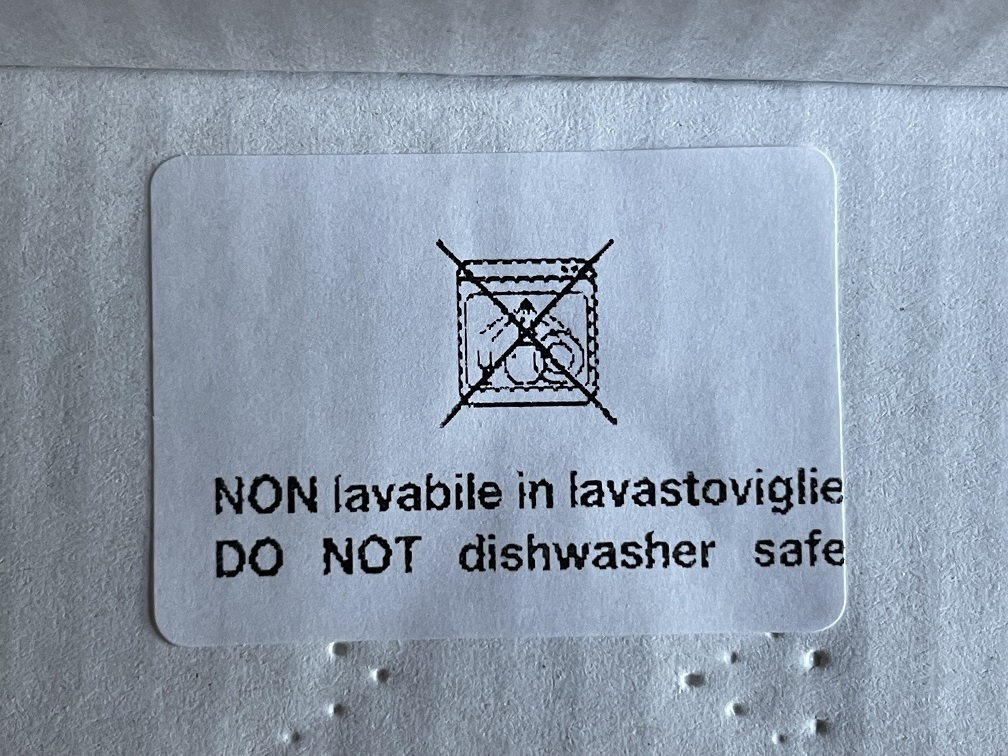 NON lavabile in lavastoviglie
DO NOT dishwasher safe